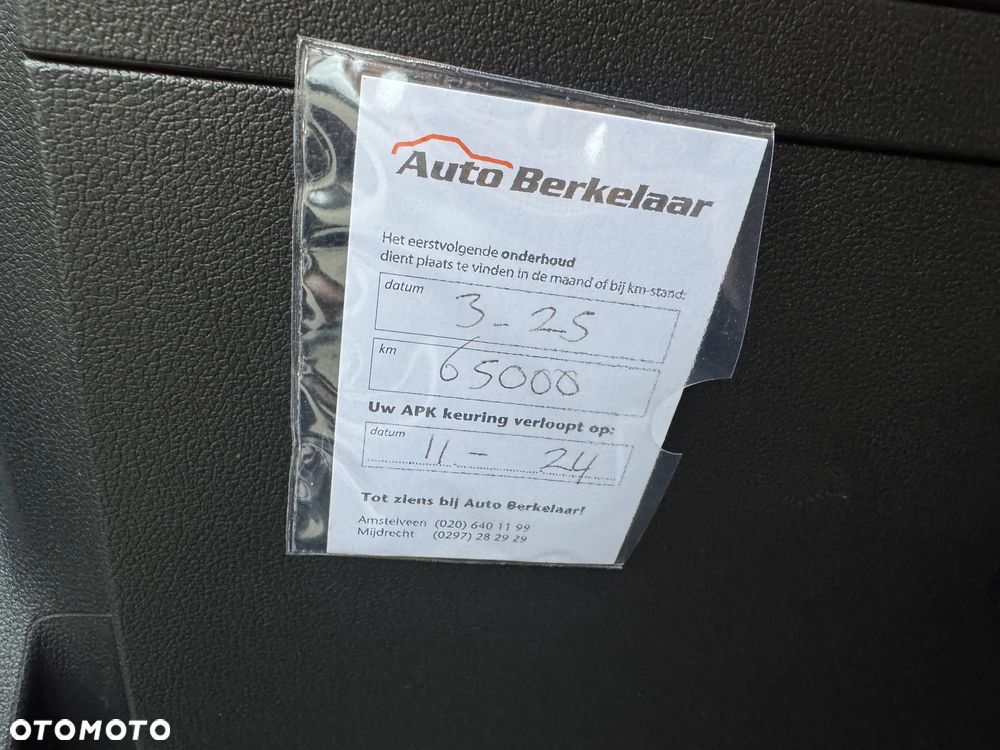 Auto Berkelaar
Het eerstvolgende onderhoud
dient plaats te vinden in de maand of bij km-stand:
datum
3-25
km
65000
Uw APK keuring verloopt op:
datum
11 - 24
Tot ziens bij Auto Berkelaar!
Amstelveen (020) 640 11 99
Mijdrecht (0297) 28 29 29
OTOMOTO